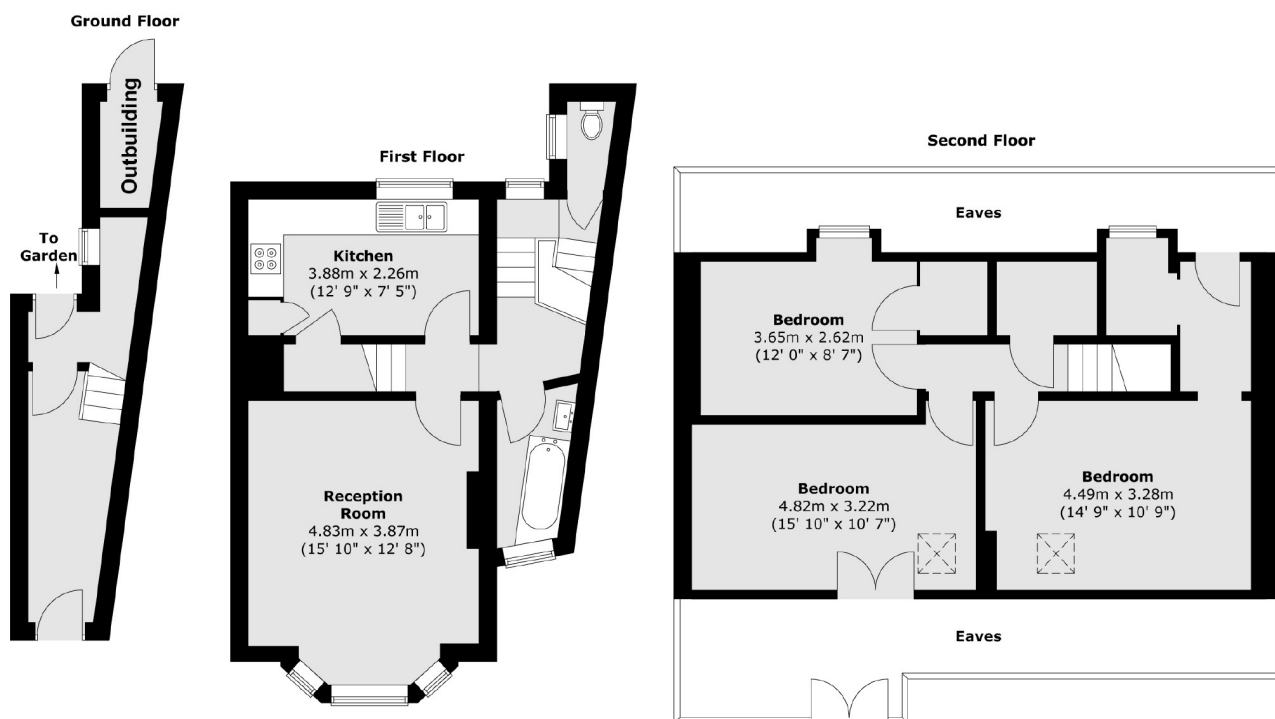 Ground Floor
Outbuilding
To
Garden
First Floor
Kitchen
3.88m x 2.26m
(12' 9" x 7' 5")
Reception
Room
4.83m x 3.87m
(15' 10" x 12' 8")
Second Floor
Eaves
Bedroom
3.65m x 2.62m
(12' 0" x 8' 7")
Bedroom
4.82m x 3.22m
(15' 10" x 10' 7")
Bedroom
4.49m x 3.28m
(14' 9" x 10' 9")
Eaves